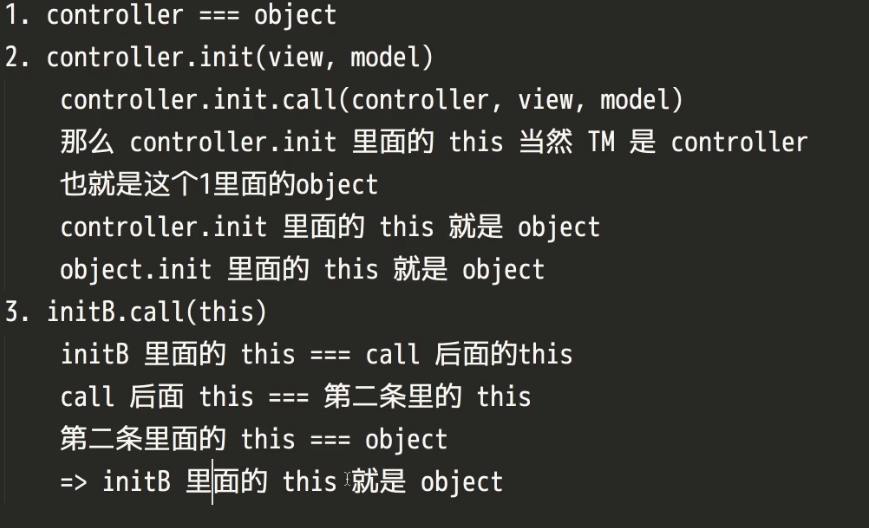 1. controller === object
2. controller.init(view, model)
controller.init.call(controller, view, model)
那么 controller.init 里面的 this 当然 TM 是 controller
也就是这个1里面的object
controller.init 里面的 this 就是 object
object.init 里面的 this 就是 object
3. initB.call(this)
initB 里面的 this === call 后面的this
call 后面 this === 第二条里的 this
第二条里面的 this === object
=> initB 里面的 this 就是 object